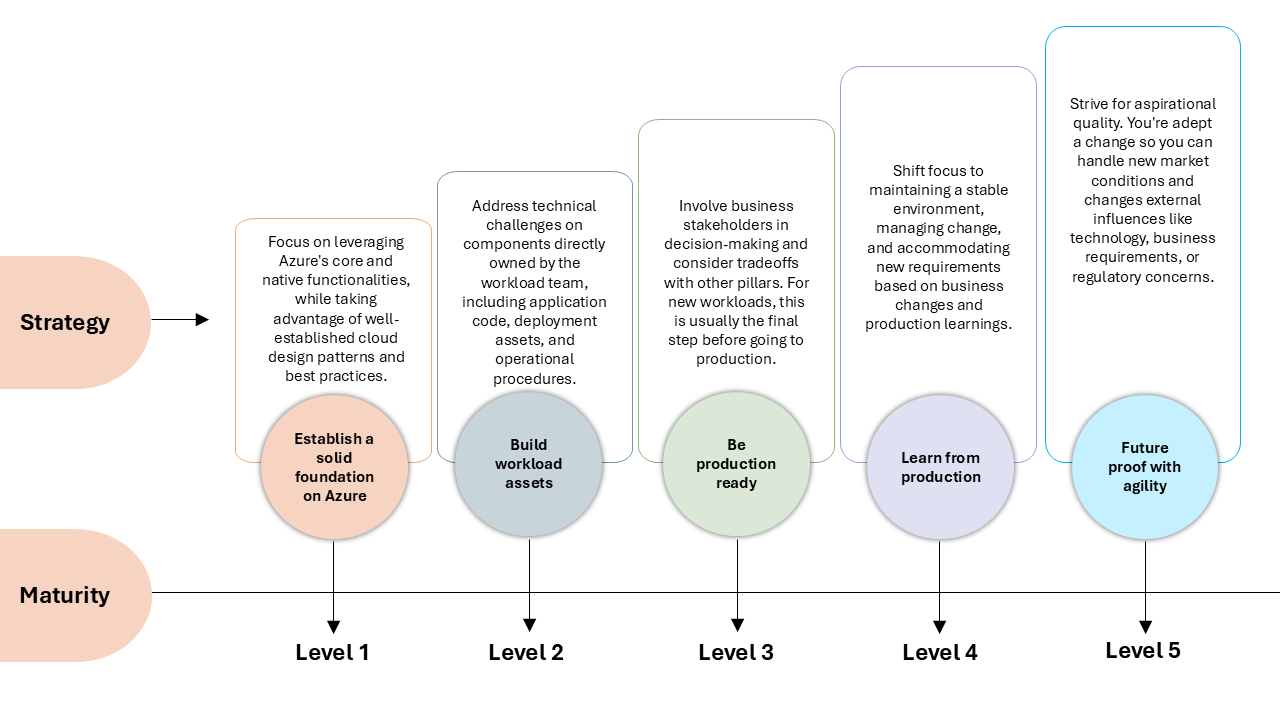 Strategy
Focus on leveraging
Azure's core and
native functionalities,
while taking
advantage of well-
established cloud
design patterns and
best practices.
Establish a
solid
foundation
on Azure
Address technical
challenges on
components directly
owned by the
workload team,
including application
code, deployment
assets, and
operational
procedures.
Build
workload
assets
Involve business
stakeholders in
decision-making and
consider tradeoffs
with other pillars. For
new workloads, this
is usually the final
step before going to
production.
Be
production
ready
Shift focus to
maintaining a stable
environment,
managing change,
and accommodating
new requirements
based on business
changes and
production learnings.
Learn from
production
Strive for aspirational
quality. You're adept
a change so you can
handle new market
conditions and
changes external
influences like
technology, business
requirements, or
regulatory concerns.
Future
proof with
agility
Maturity
Level 1
Level 2
Level 3
Level 4
Level 5